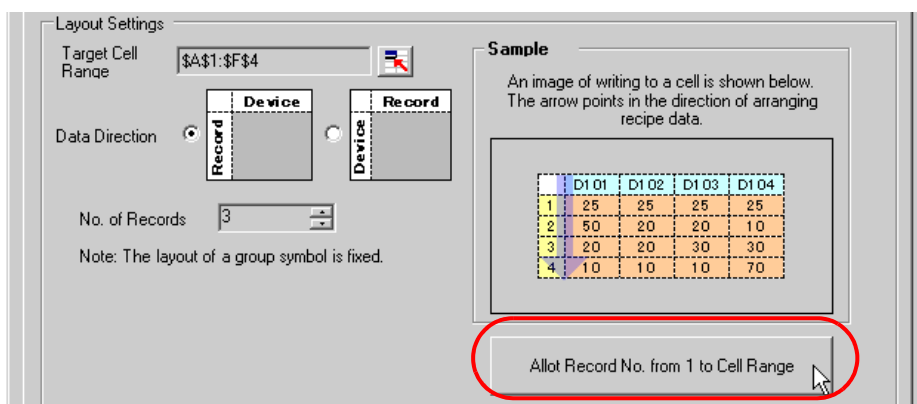 Layout Settings
Target Cell
Range
$A$1:$F$4
Data Direction
Device
Record
Record
Device
No. of Records
3
Note: The layout of a group symbol is fixed.
Sample
An image of writing to a cell is shown below.
The arrow points in the direction of arranging
recipe data.
D101 D102 D103 D104
1 25 25 25 25
2 50 20 20 10
3 20 20 30 30
4 10 10 10 70
Allot Record No. from 1 to Cell Range